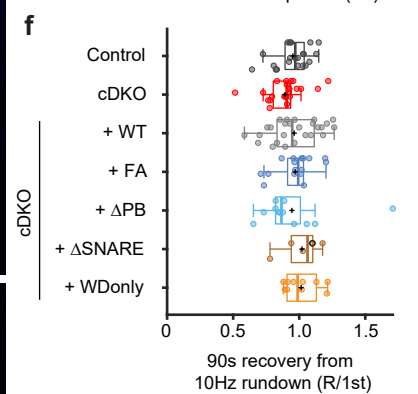 f
Control
cDKO
+ WT
+ FA
+ ΔPB
+ ΔSNARE
+ WDonly
cDKO
0 0.5 1.0 1.5
90s recovery from
10Hz rundown (R/1st)